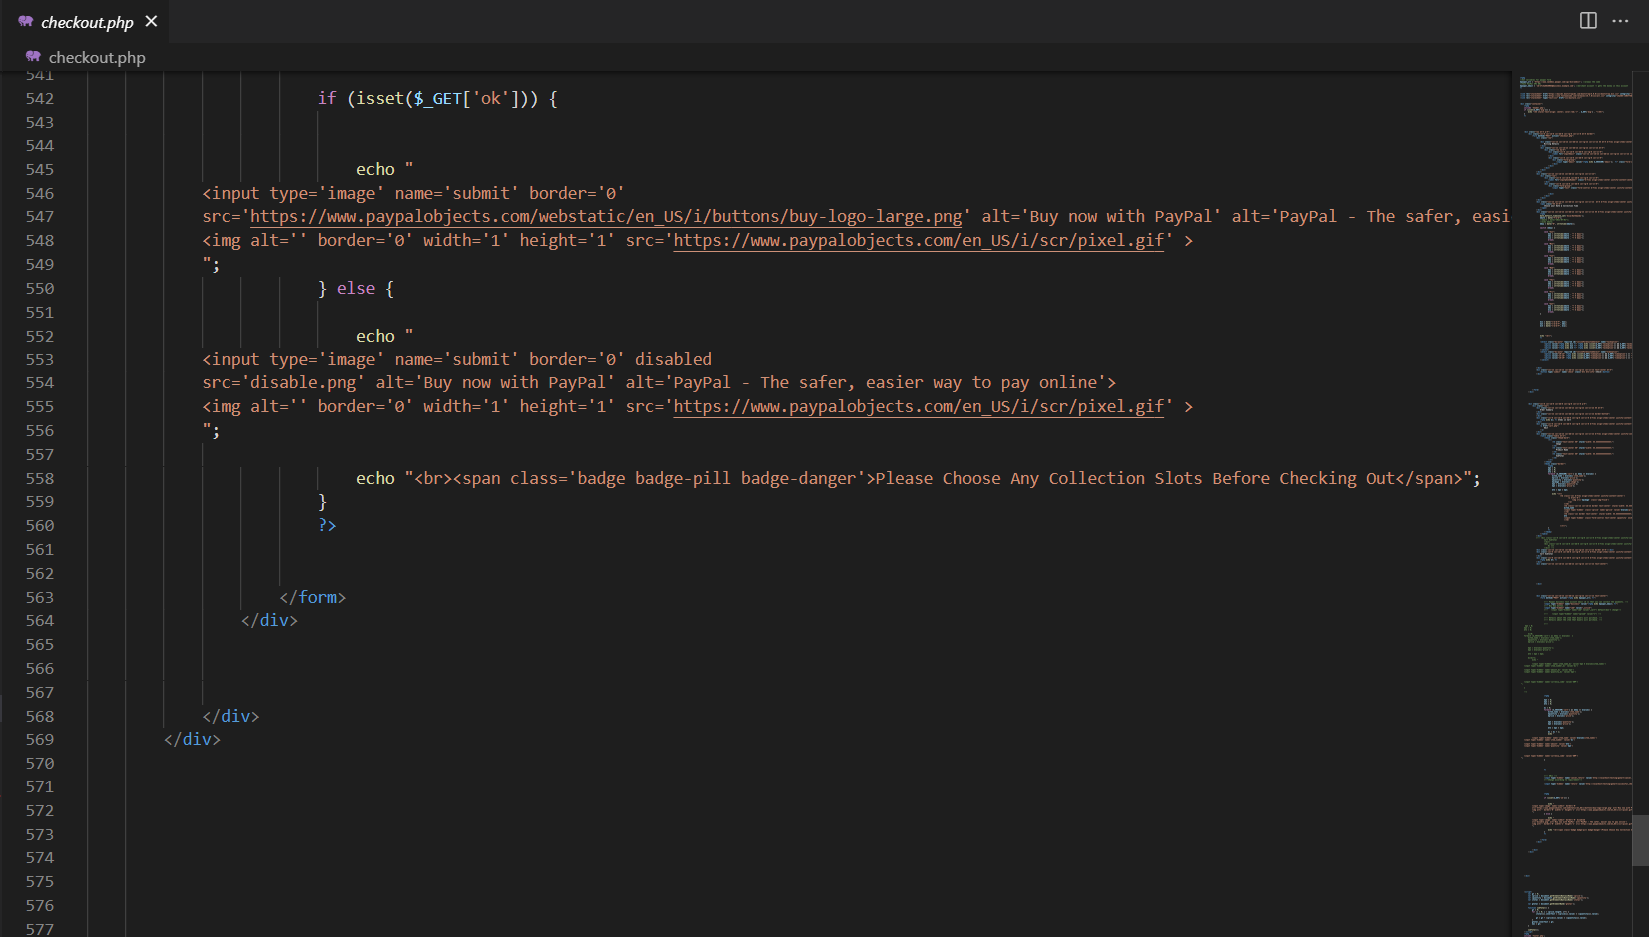 checkout.php
checkout.php
541
542 if (isset($_GET['ok'])) {
543
544
545 echo "
546 <input type='image' name='submit' border='0'
547 src='https://www.paypalobjects.com/webstatic/en_US/i/buttons/buy-logo-large.png' alt='Buy now with PayPal' alt='PayPal - The safer, easi
548 <img alt='' border='0' width='1' height='1' src='https://www.paypalobjects.com/en_US/i/scr/pixel.gif' >
549 ";
550 } else {
551
552 echo "
553 <input type='image' name='submit' border='0' disabled
554 src='disable.png' alt='Buy now with PayPal' alt='PayPal - The safer, easier way to pay online'>
555 <img alt='' border='0' width='1' height='1' src='https://www.paypalobjects.com/en_US/i/scr/pixel.gif' >
556 ";
557
558 echo "<br><span class='badge badge-pill badge-danger'>Please Choose Any Collection Slots Before Checking Out</span>";
559 }
560 ?>
561
562
563 </form>
564 </div>
565
566
567
568 </div>
569 </div>
570
571
572
573
574
575
576
577